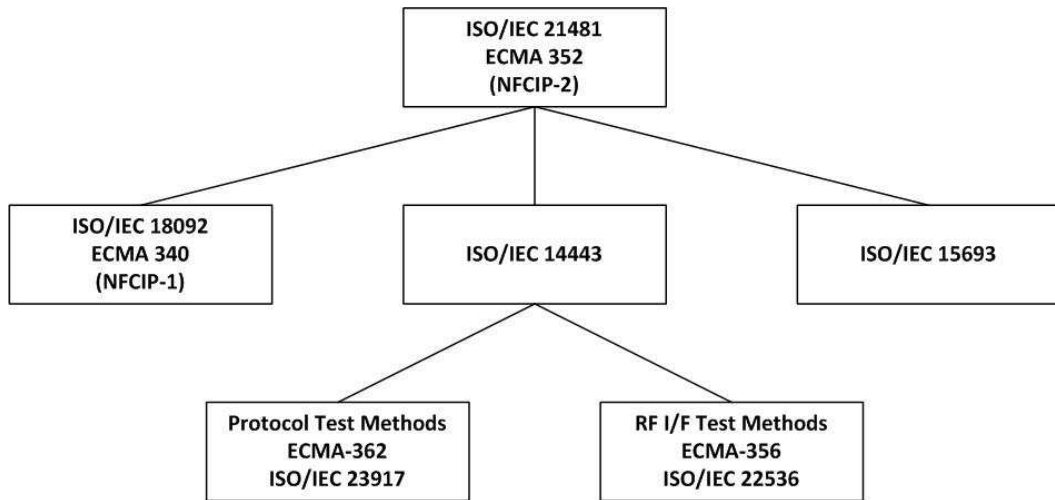 ISO/IEC 21481
ECMA 352
(NFCIP-2)
ISO/IEC 18092
ECMA 340
(NFCIP-1)
ISO/IEC 14443
ISO/IEC 15693
Protocol Test Methods
ECMA-362
ISO/IEC 23917
RF I/F Test Methods
ECMA-356
ISO/IEC 22536